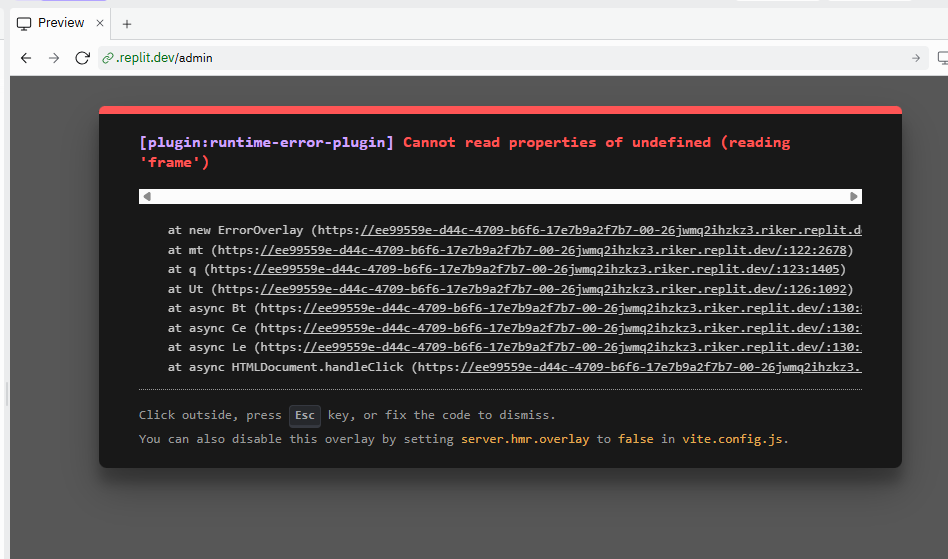 Preview
.replit.dev/admin
[plugin:runtime-error-plugin] Cannot read properties of undefined (reading
'frame')
at new ErrorOverlay (https://ee99559e-d44c-4709-b6f6-17e7b9a2f7b7-00-26jwmq2ihzkz3.riker.replit.d
at mt (https://ee99559e-d44c-4709-b6f6-17e7b9a2f7b7-00-26jwmq2ihzkz3.riker.replit.dev/:122:2678)
at q (https://ee99559e-d44c-4709-b6f6-17e7b9a2f7b7-00-26jwmq2ihzkz3.riker.replit.dev/:123:1405)
at Ut (https://ee99559e-d44c-4709-b6f6-17e7b9a2f7b7-00-26jwmq2ihzkz3.riker.replit.dev/:126:1092)
at async Bt (https://ee99559e-d44c-4709-b6f6-17e7b9a2f7b7-00-26jwmq2ihzkz3.riker.replit.dev/:130:
at async Ce (https://ee99559e-d44c-4709-b6f6-17e7b9a2f7b7-00-26jwmq2ihzkz3.riker.replit.dev/:130:
at async Le (https://ee99559e-d44c-4709-b6f6-17e7b9a2f7b7-00-26jwmq2ihzkz3.riker.replit.dev/:130:
at async HTMLDocument.handleClick (https://ee99559e-d44c-4709-b6f6-17e7b9a2f7b7-00-26jwmq2ihzkz3.
Click outside, press Esc key, or fix the code to dismiss.
You can also disable this overlay by setting server.hmr.overlay to false in vite.config.js.